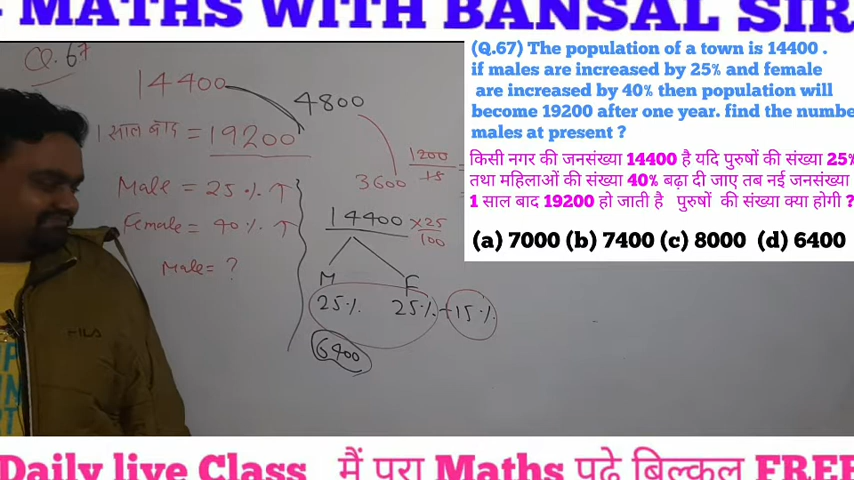 MATHS WITH BANSAL SIR
Q.67
14400
4800
1 साल बाद = 19200
1200
15
3600
Male = 25% ↑
Female = 40% ↑
Male = ?
14400 × 25
100
M F
25% 25% + 15%
6400
(Q.67) The population of a town is 14400 .
if males are increased by 25% and female
are increased by 40% then population will
become 19200 after one year. find the numbe
males at present ?
किसी नगर की जनसंख्या 14400 है यदि पुरुषों की संख्या 25%
तथा महिलाओं की संख्या 40% बढ़ा दी जाए तब नई जनसंख्या
1 साल बाद 19200 हो जाती है पुरुषों की संख्या क्या होगी ?
(a) 7000 (b) 7400 (c) 8000 (d) 6400
Daily live Class में पूरा Maths पढ़े बिल्कुल FREE